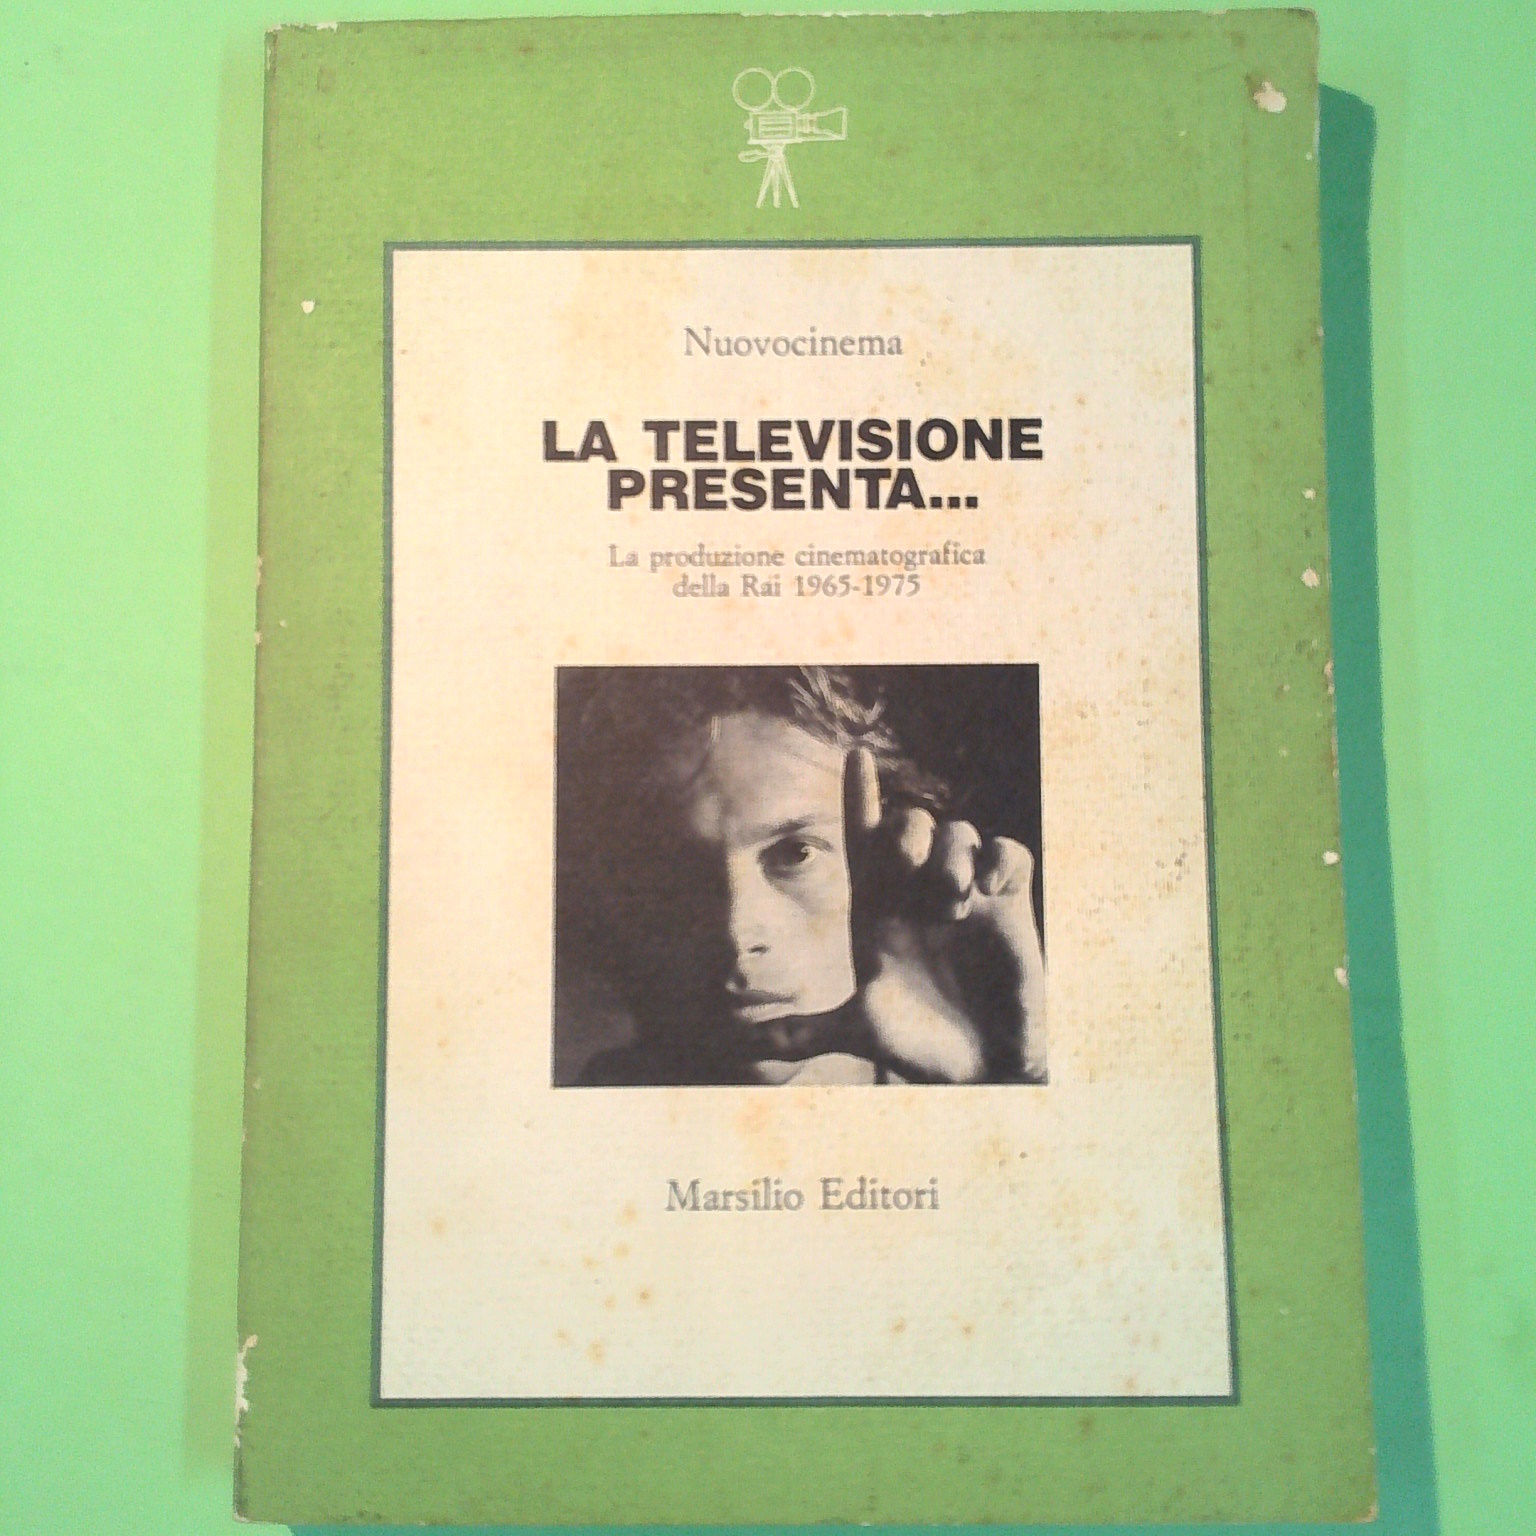 Nuovocinema
LA TELEVISIONE
PRESENTA...
La produzione cinematografica
della Rai 1965-1975
Marsilio Editori